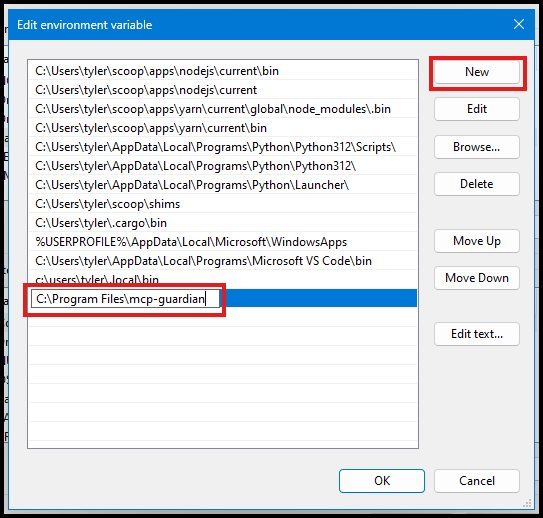 Edit environment variable
C:\Users\tyler\scoop\apps\nodejs\current\bin
C:\Users\tyler\scoop\apps\nodejs\current
C:\Users\tyler\scoop\apps\yarn\current\global\node_modules\.bin
C:\Users\tyler\scoop\apps\yarn\current\bin
C:\Users\tyler\AppData\Local\Programs\Python\Python312\Scripts\
C:\Users\tyler\AppData\Local\Programs\Python\Python312\
C:\Users\tyler\AppData\Local\Programs\Python\Launcher\
C:\Users\tyler\scoop\shims
C:\Users\tyler\.cargo\bin
%USERPROFILE%\AppData\Local\Microsoft\WindowsApps
C:\Users\tyler\AppData\Local\Programs\Microsoft VS Code\bin
c:\users\tyler\.local\bin
C:\Program Files\mcp-guardian
New
Edit
Browse...
Delete
Move Up
Move Down
Edit text...
OK
Cancel